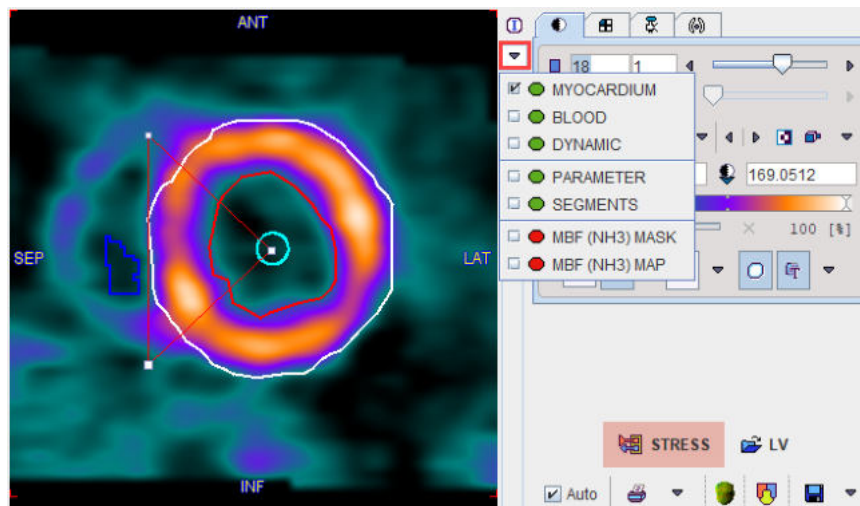 ANT
18 1
MYOCARDIUM
BLOOD
DYNAMIC
PARAMETER
169.0512
SEGMENTS
MBF (NH3) MASK
100 [%]
SEP
LAT
MBF (NH3) MAP
STRESS LV
INF
Auto